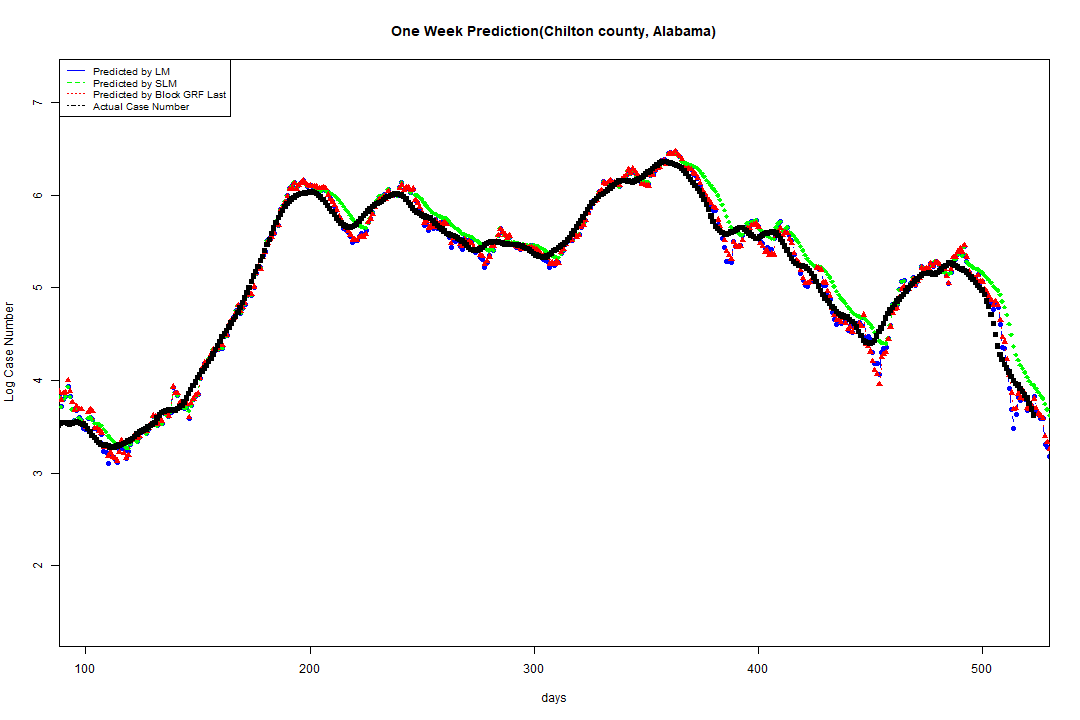 One Week Prediction(Chilton county, Alabama)
Predicted by LM
Predicted by SLM
Predicted by Block GRF Last
Actual Case Number
7
6
5
4
3
2
Log Case Number
100 200 300 400 500
days